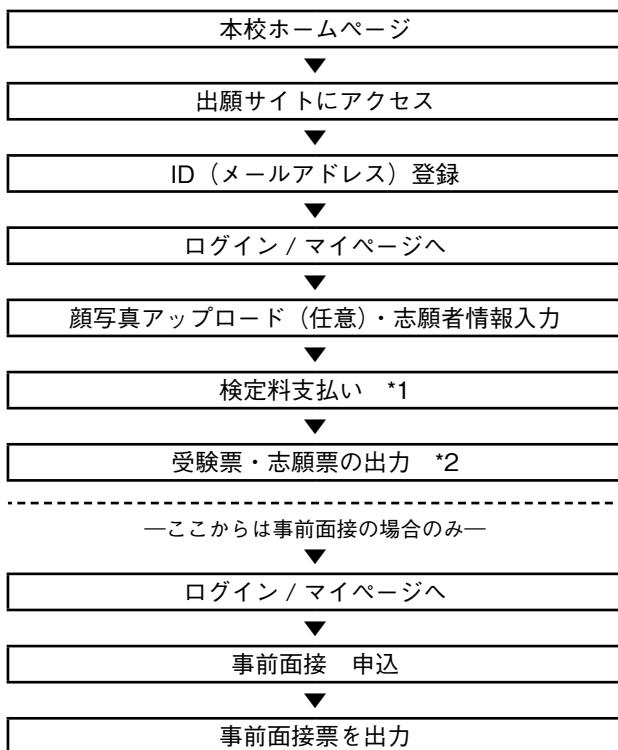 本校ホームページ
▼
出願サイトにアクセス
▼
ID（メールアドレス）登録
▼
ログイン / マイページへ
▼
顔写真アップロード（任意）・志願者情報入力
▼
検定料支払い　*1
▼
受験票・志願票の出力　*2
―ここからは事前面接の場合のみ―
▼
ログイン / マイページへ
▼
事前面接　申込
▼
事前面接票を出力